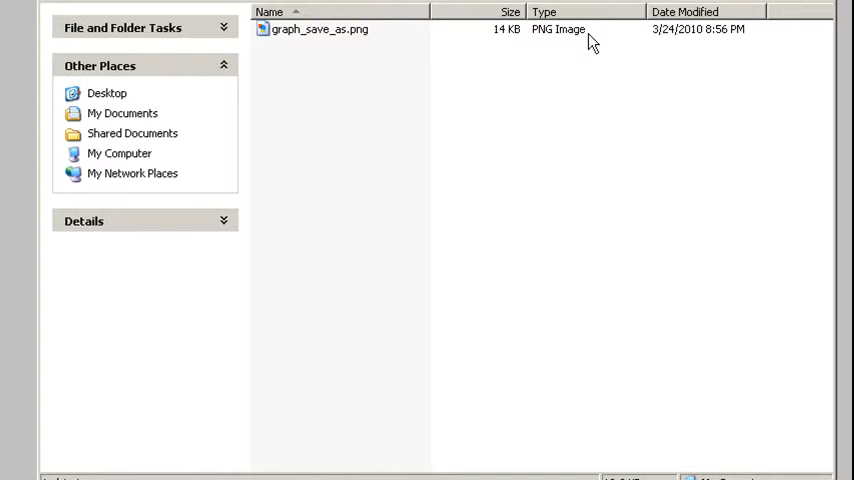 Name Size Type Date Modified
File and Folder Tasks
graph_save_as.png 14 KB PNG Image 3/24/2010 8:56 PM
Other Places
Desktop
My Documents
Shared Documents
My Computer
My Network Places
Details